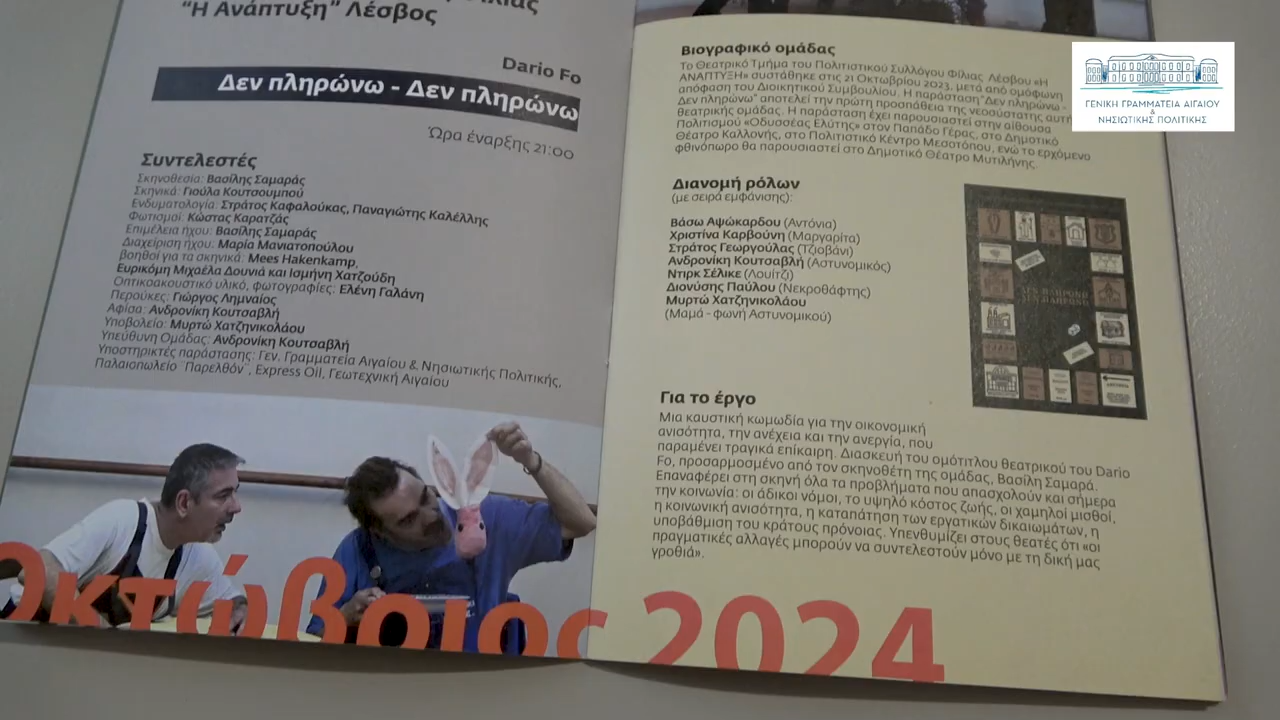 "Η Ανάπτυξη" Λέσβος
Dario Fo
Δεν πληρώνω - Δεν πληρώνω
Ώρα έναρξης 21:00
Συντελεστές
Σκηνοθεσία: Βασίλης Σαμαράς
Σκηνικά: Γιούλα Κουτσουμπού
Ενδυματολογία: Στράτος Καφαλούκας, Παναγιώτης Καλέλλης
Φωτισμοί: Κώστας Καρατζάς
Επιμέλεια ήχου: Βασίλης Σαμαράς
Διαχείριση ήχου: Μαρία Μανιατοπούλου
βοηθοί για τα σκηνικά: Mees Hakenkamp,
Ευρικόμη Μιχαέλα Δουνιά και Ισμήνη Χατζούδη
Οπτικοακουστικό υλικό, φωτογραφίες: Ελένη Γαλάνη
Περούκες: Γιώργος Λημναίος
Αφίσα: Ανδρονίκη Κουτσαβλή
Υποβολείο: Μυρτώ Χατζηνικολάου
Υπεύθυνη Ομάδας: Ανδρονίκη Κουτσαβλή
Υποστηρικτές παράστασης: Γεν. Γραμματεία Αιγαίου & Νησιωτικής Πολιτικής,
Παλαιοπωλείο ¨Παρελθόν¨, Express Oil, Γεωτεχνική Αιγαίου
Οκτώβριος 2024
Βιογραφικό ομάδας
Το Θεατρικό Τμήμα του Πολιτιστικού Συλλόγου Φίλιας Λέσβου «Η
ΑΝΑΠΤΥΞΗ» συστάθηκε στις 21 Οκτωβρίου 2023, μετά από ομόφωνη
απόφαση του Διοικητικού Συμβουλίου. Η παράσταση "Δεν πληρώνω -
Δεν πληρώνω" αποτελεί την πρώτη προσπάθεια της νεοσύστατης αυτή
θεατρικής ομάδας. Η παράσταση έχει παρουσιαστεί στην αίθουσα
Πολιτισμού «Οδυσσέας Ελύτης» στον Παπάδο Γέρας, στο Δημοτικό
Θέατρο Καλλονής, στο Πολιτιστικό Κέντρο Μεσοτόπου, ενώ το ερχόμενο
φθινόπωρο θα παρουσιαστεί στο Δημοτικό Θέατρο Μυτιλήνης.
Διανομή ρόλων
(με σειρά εμφάνισης):
Βάσω Αψώκαρδου (Αντόνια)
Χριστίνα Καρβούνη (Μαργαρίτα)
Στράτος Γεωργούλας (Τζιοβάνι)
Ανδρονίκη Κουτσαβλή (Αστυνομικός)
Ντιρκ Σέλικε (Λουίτζι)
Διονύσης Παύλου (Νεκροθάφτης)
Μυρτώ Χατζηνικολάου
(Μαμά - φωνή Αστυνομικού)
ΔΕΝ ΠΛΗΡΩΝΩ
ΔΕΝ ΠΛΗΡΩΝΩ
Για το έργο
Μια καυστική κωμωδία για την οικονομική
ανισότητα, την ανέχεια και την ανεργία, που
παραμένει τραγικά επίκαιρη. Διασκευή του ομότιτλου θεατρικού του Dario
Fo, προσαρμοσμένο από τον σκηνοθέτη της ομάδας, Βασίλη Σαμαρά.
Επαναφέρει στη σκηνή όλα τα προβλήματα που απασχολούν και σήμερα
την κοινωνία: οι άδικοι νόμοι, το υψηλό κόστος ζωής, οι χαμηλοί μισθοί,
η κοινωνική ανισότητα, η καταπάτηση των εργατικών δικαιωμάτων, η
υποβάθμιση του κράτους πρόνοιας. Υπενθυμίζει στους θεατές ότι «οι
πραγματικές αλλαγές μπορούν να συντελεστούν μόνο με τη δική μας
γροθιά».
ΓΕΝΙΚΗ ΓΡΑΜΜΑΤΕΙΑ ΑΙΓΑΙΟΥ
&
ΝΗΣΙΩΤΙΚΗΣ ΠΟΛΙΤΙΚΗΣ